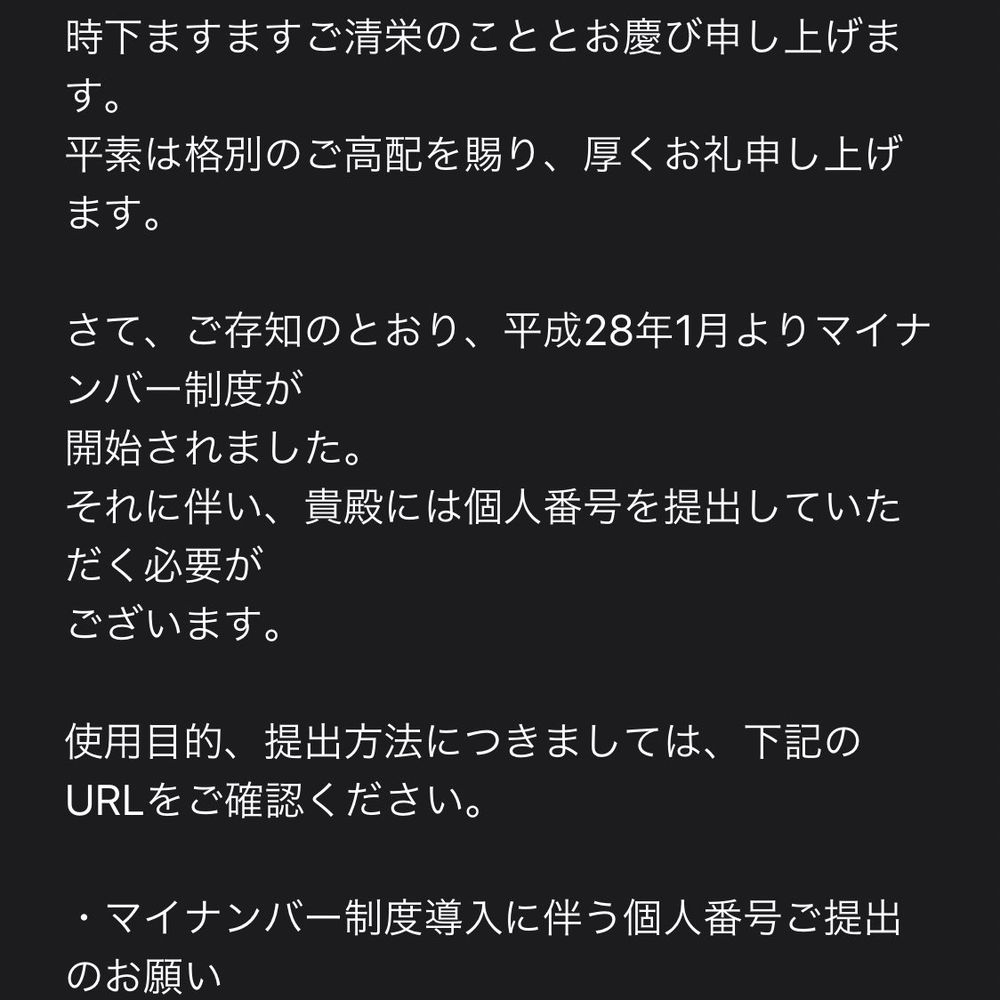 時下ますますご清栄のこととお慶び申し上げま
す。
平素は格別のご高配を賜り、厚くお礼申し上げ
ます。
さて、ご存知のとおり、平成28年1月よりマイナ
ンバー制度が
開始されました。
それに伴い、貴殿には個人番号を提出していた
だく必要が
ございます。
使用目的、提出方法につきましては、下記の
URLをご確認ください。
・マイナンバー制度導入に伴う個人番号ご提出
のお願い